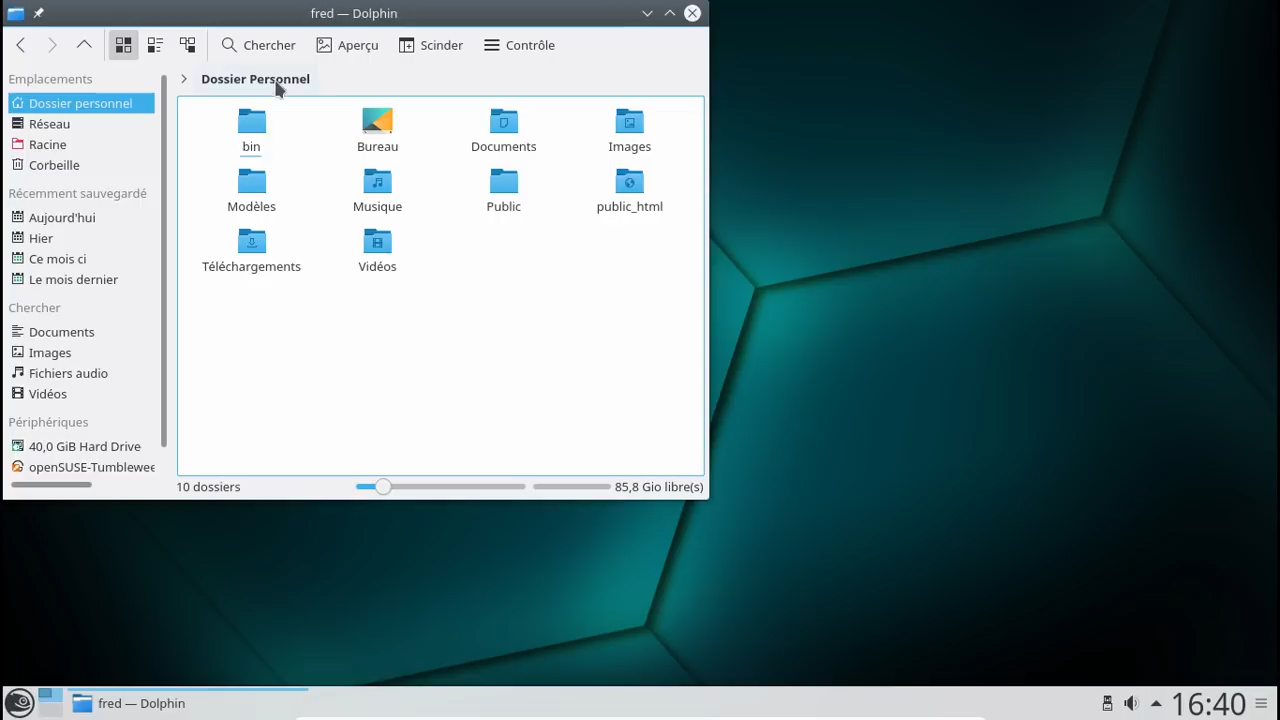 fred — Dolphin
Chercher
Aperçu
Scinder
Contrôle
Emplacements
Dossier personnel
Réseau
Racine
Corbeille
Récemment sauvegardé
Aujourd'hui
Hier
Ce mois ci
Le mois dernier
Chercher
Documents
Images
Fichiers audio
Vidéos
Périphériques
40,0 GiB Hard Drive
openSUSE-Tumblewee
Dossier Personnel
bin
Bureau
Documents
Images
Modèles
Musique
Public
public_html
Téléchargements
Vidéos
10 dossiers
85,8 Gio libre(s)
fred — Dolphin
16:40